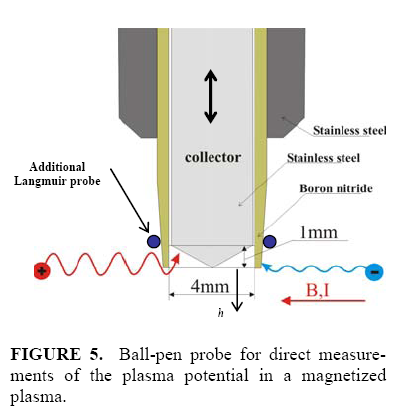 Stainless steel
collector
Stainless steel
Additional
Langmuir probe
Boron nitride
1mm
+
4mm
-
B,I
h
FIGURE 5. Ball-pen probe for direct measure-
ments of the plasma potential in a magnetized
plasma.